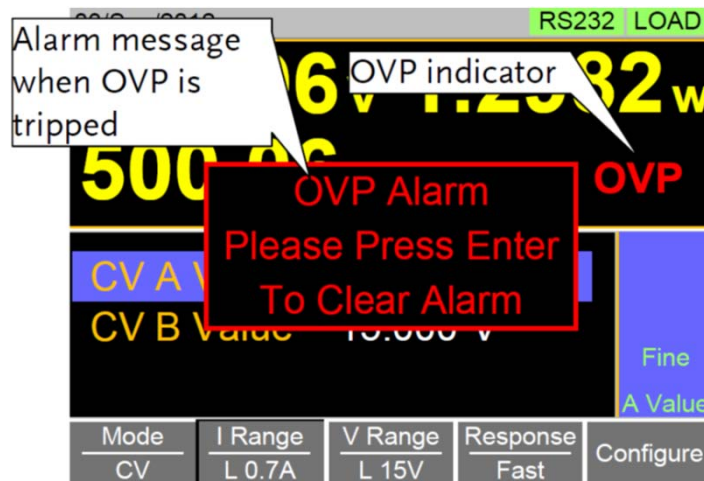 RS232 LOAD
Alarm message
when OVP is
tripped
OVP indicator
W
OVP
OVP Alarm
Please Press Enter
To Clear Alarm
CV A
CV B Value
Fine
A Value
Mode I Range V Range Response Configure
CV L 0.7A L 15V Fast